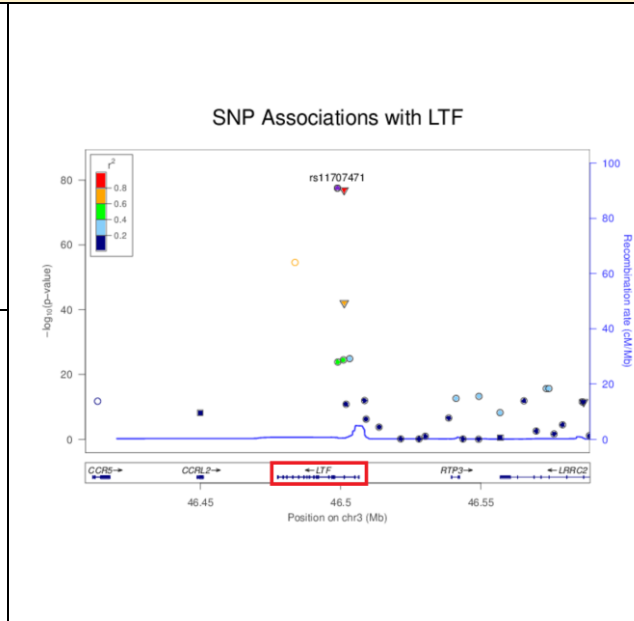 SNP Associations with LTF
r²
0.8
0.6
0.4
0.2
rs11707471
80
60
40
20
0
−log₁₀(p-value)
100
80
60
40
20
0
Recombination rate (cM/Mb)
CCR5→
CCRL2→
←LTF
RTP3→
←LRRC2
46.45
46.5
46.55
Position on chr3 (Mb)